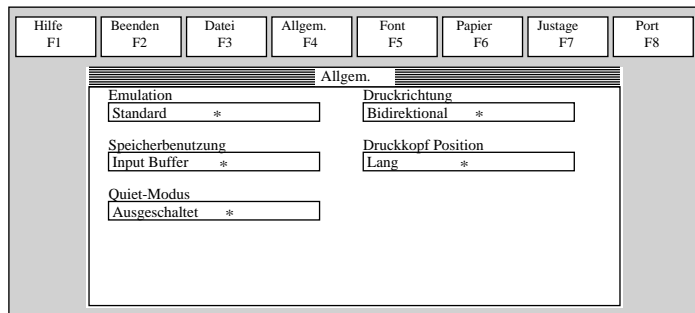 Hilfe Beenden Datei Allgem. Font Papier Justage Port
F1 F2 F3 F4 F5 F6 F7 F8
Allgem.
Emulation Druckrichtung
Standard * Bidirektional *
Speicherbenutzung Druckkopf Position
Input Buffer * Lang *
Quiet-Modus
Ausgeschaltet *